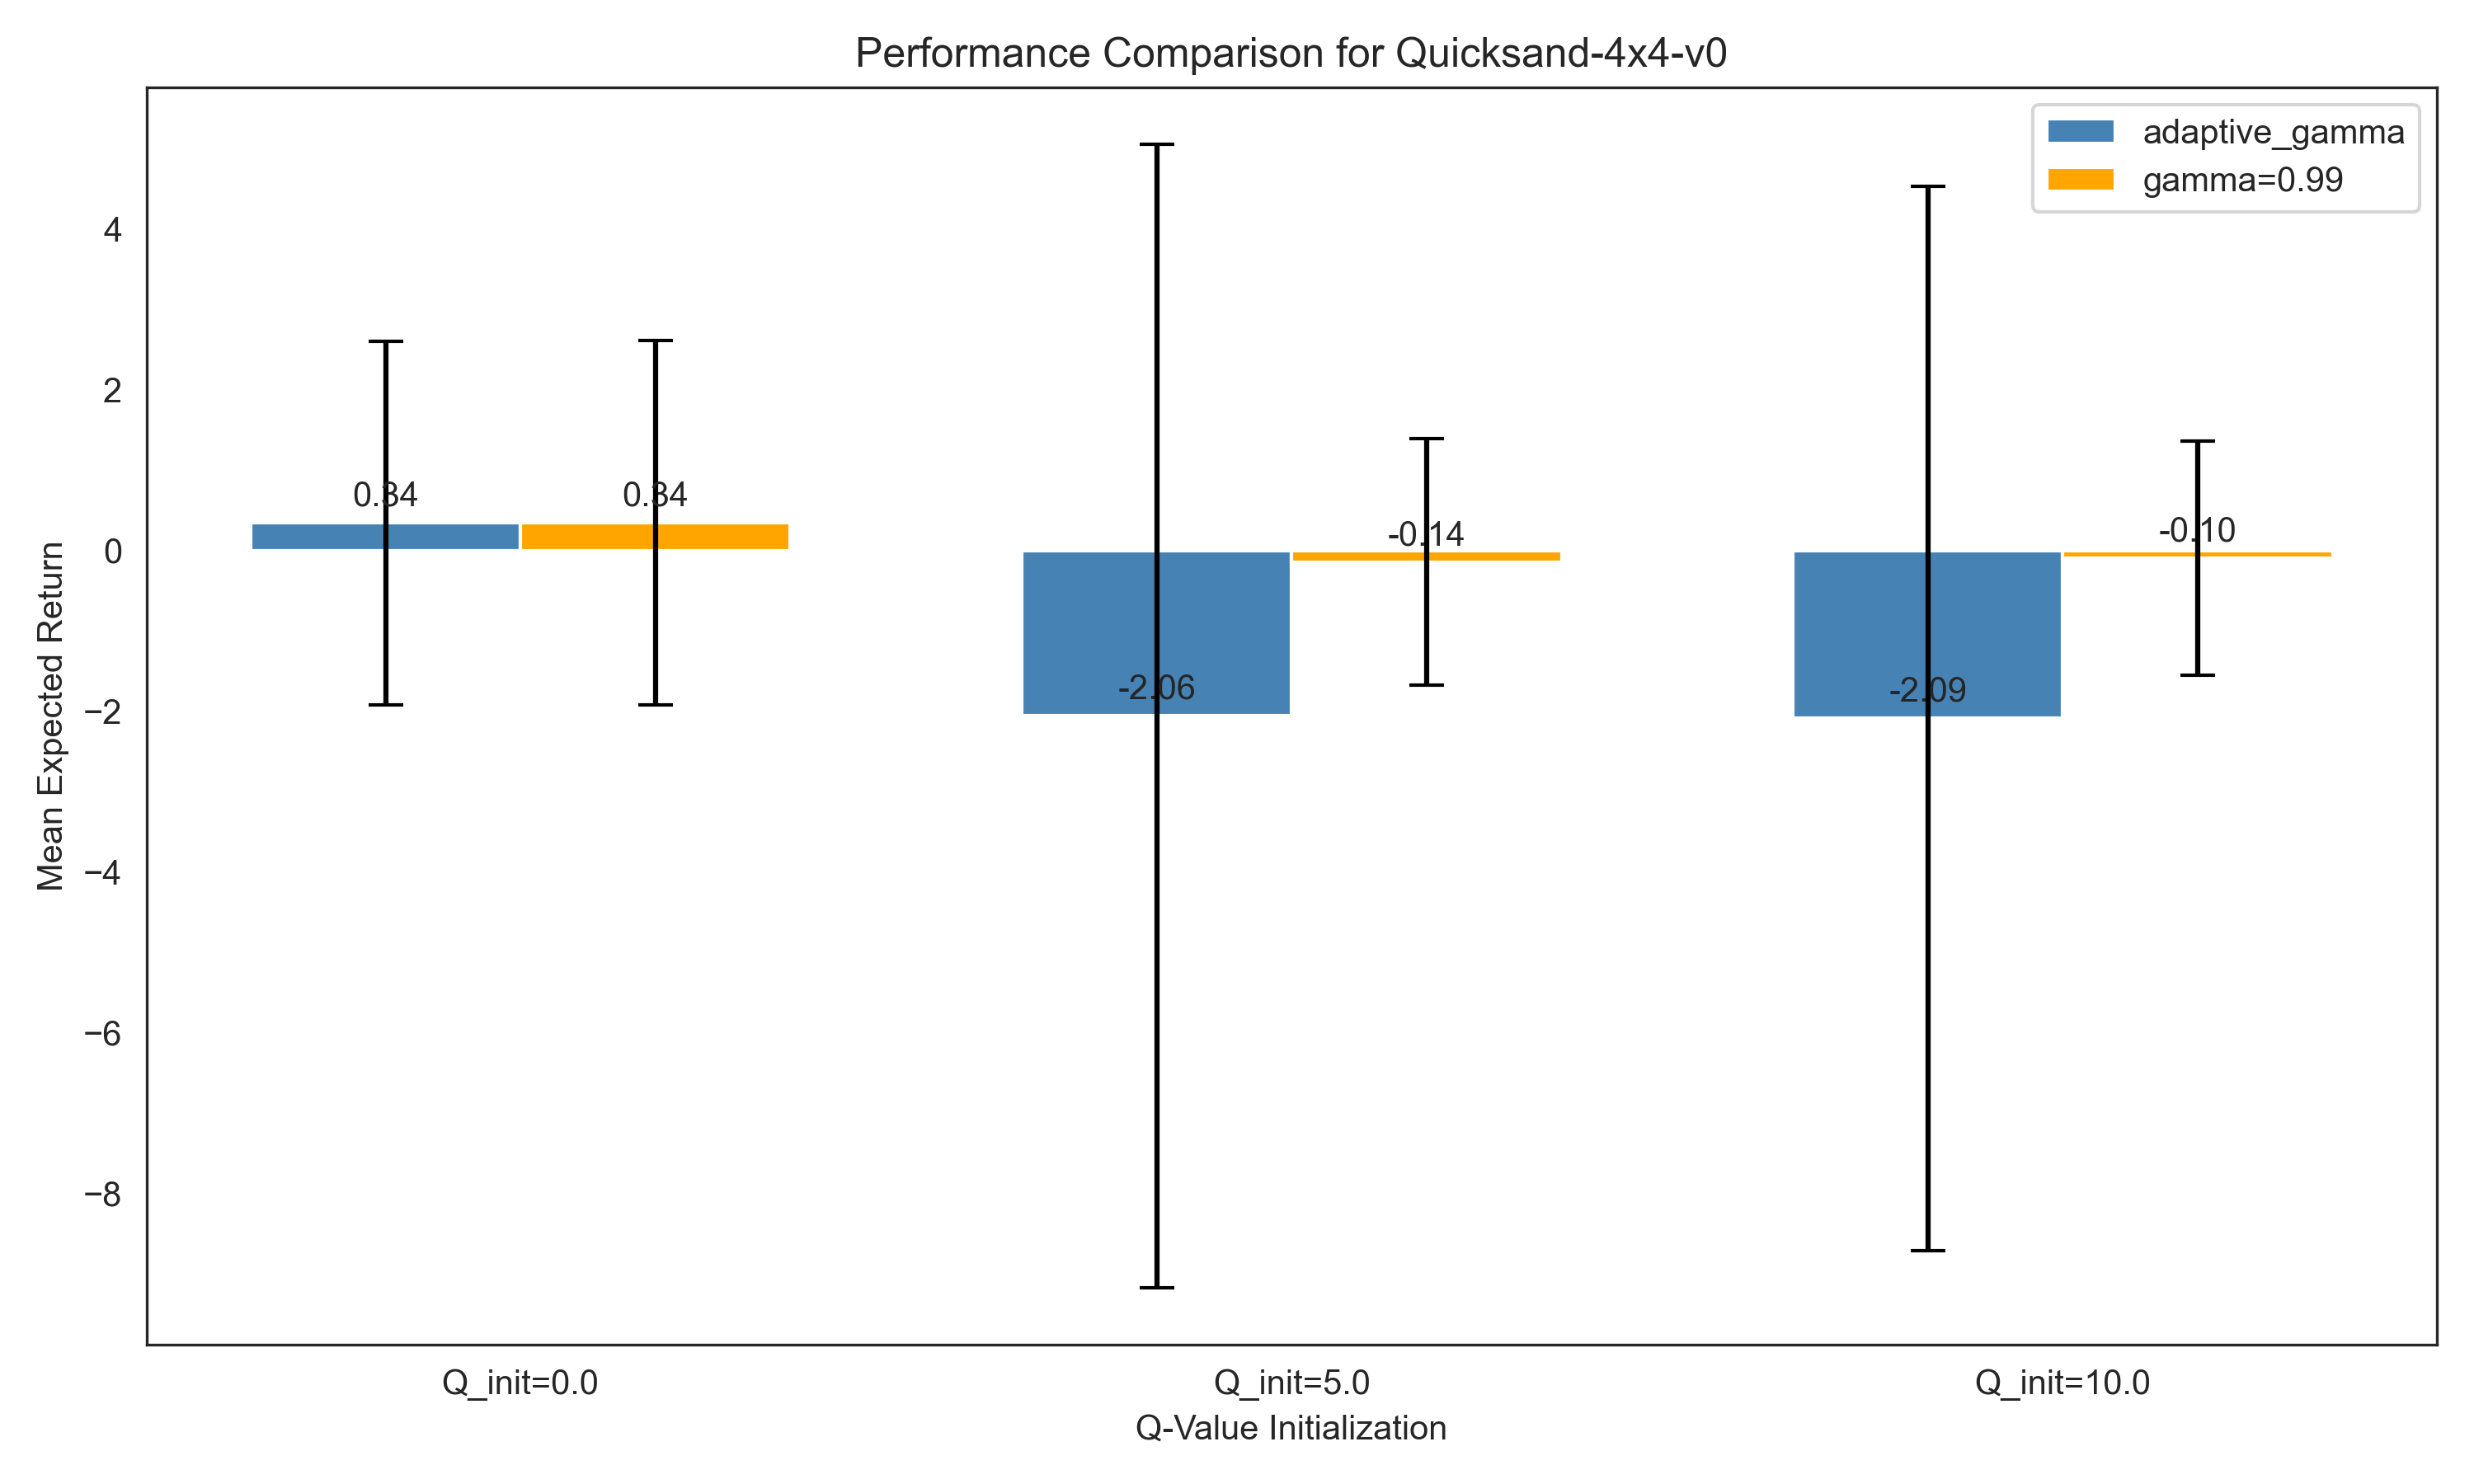 Performance Comparison for Quicksand-4x4-v0
adaptive_gamma
gamma=0.99
Mean Expected Return
4
2
0
−2
−4
−6
−8
0.34
0.34
-2.06
-0.14
-2.09
-0.10
Q_init=0.0
Q_init=5.0
Q_init=10.0
Q-Value Initialization